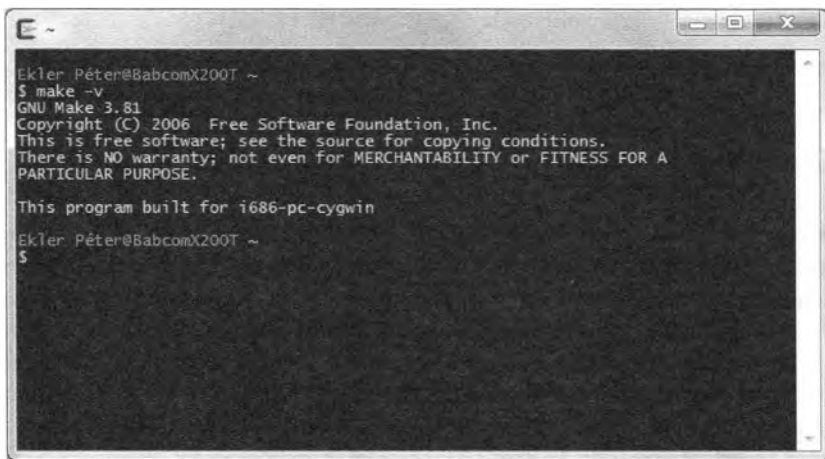 ~
Ekler Péter@BabcomX200T ~
$ make -v
GNU Make 3.81
Copyright (C) 2006  Free Software Foundation, Inc.
This is free software; see the source for copying conditions.
There is NO warranty; not even for MERCHANTABILITY or FITNESS FOR A
PARTICULAR PURPOSE.

This program built for i686-pc-cygwin

Ekler Péter@BabcomX200T ~
$